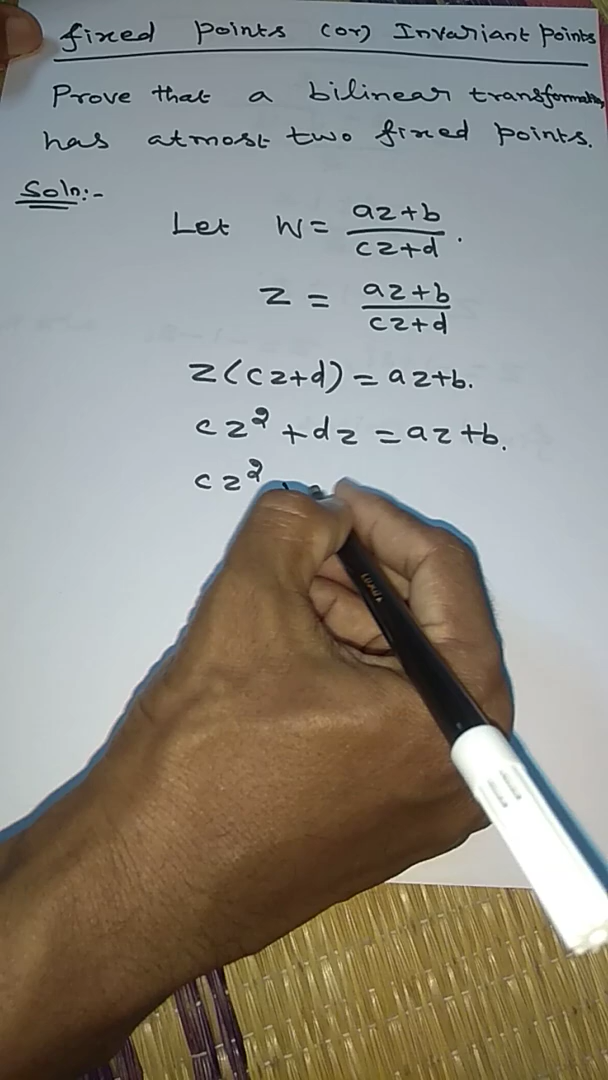 fixed points (or) Invariant points
Prove that a bilinear transformation
has atmost two fixed points.
Soln:-
Let W = az+b / cz+d .
z = az+b / cz+d
z(cz+d) = az+b.
cz² + dz = az+b.
cz²